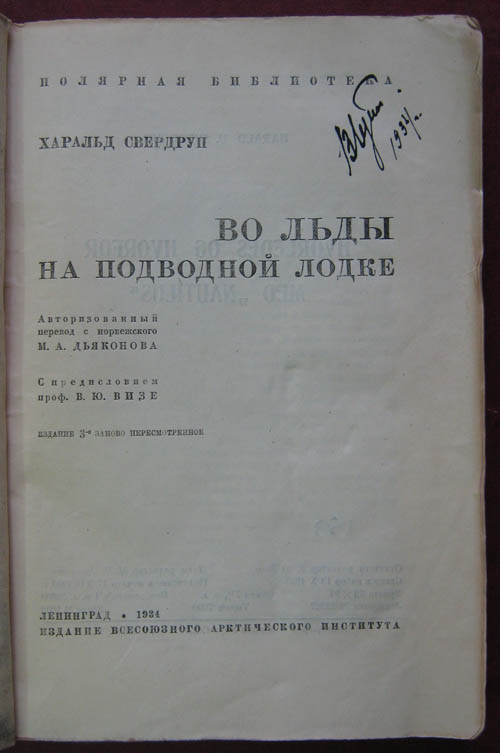 ПОЛЯРНАЯ БИБЛИОТЕКА
ХАРАЛЬД СВЕРДРУП
1934 г.
ВО ЛЬДЫ
НА ПОДВОДНОЙ ЛОДКЕ
Авторизованный
перевод с норвежского
М. А. ДЬЯКОНОВА
С предисловием
проф. В. Ю. ВИЗЕ
ИЗДАНИЕ 3-е ЗАНОВО ПЕРЕСМОТРЕННОЕ
ЛЕНИНГРАД • 1934
ИЗДАНИЕ ВСЕСОЮЗНОГО АРКТИЧЕСКОГО ИНСТИТУТА